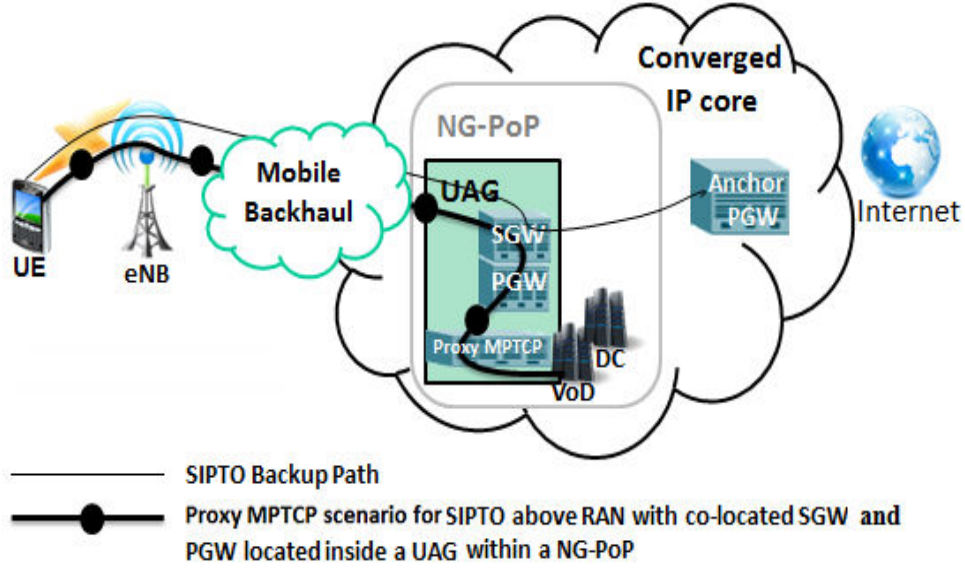 Converged
IP core
NG-PoP
Mobile
Backhaul
UAG
SGW
PGW
Anchor
PGW
Internet
UE
eNB
Proxy MPTCP
DC
VoD
SIPTO Backup Path
Proxy MPTCP scenario for SIPTO above RAN with co-located SGW and
PGW located inside a UAG within a NG-PoP